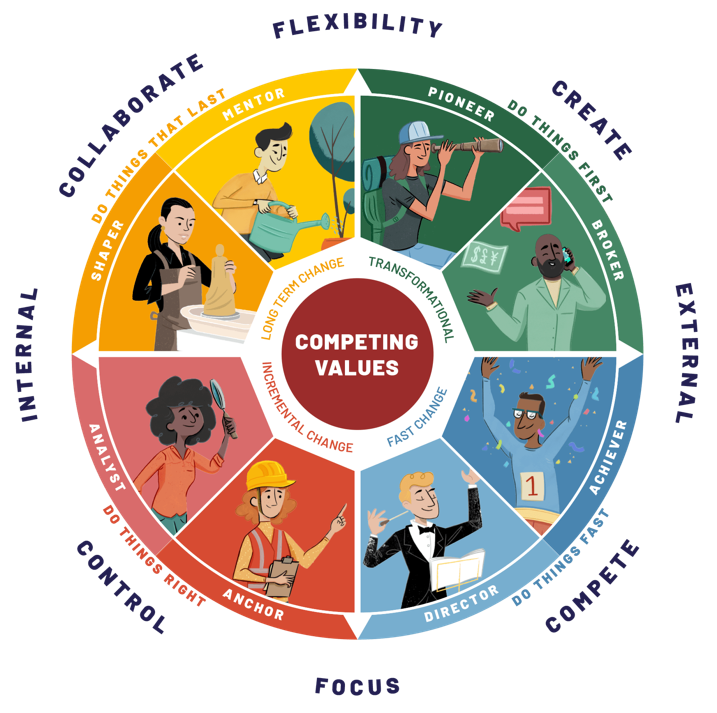 FLEXIBILITY
COLLABORATE
CREATE
DO THINGS THAT LAST
MENTOR
PIONEER
DO THINGS FIRST
SHAPER
BROKER
$€
¥
LONG TERM CHANGE
TRANSFORMATIONAL
INTERNAL
COMPETING
VALUES
EXTERNAL
INCREMENTAL CHANGE
FAST CHANGE
ANALYST
1
ACHIEVER
DO THINGS RIGHT
ANCHOR
DIRECTOR
DO THINGS FAST
CONTROL
COMPETE
FOCUS